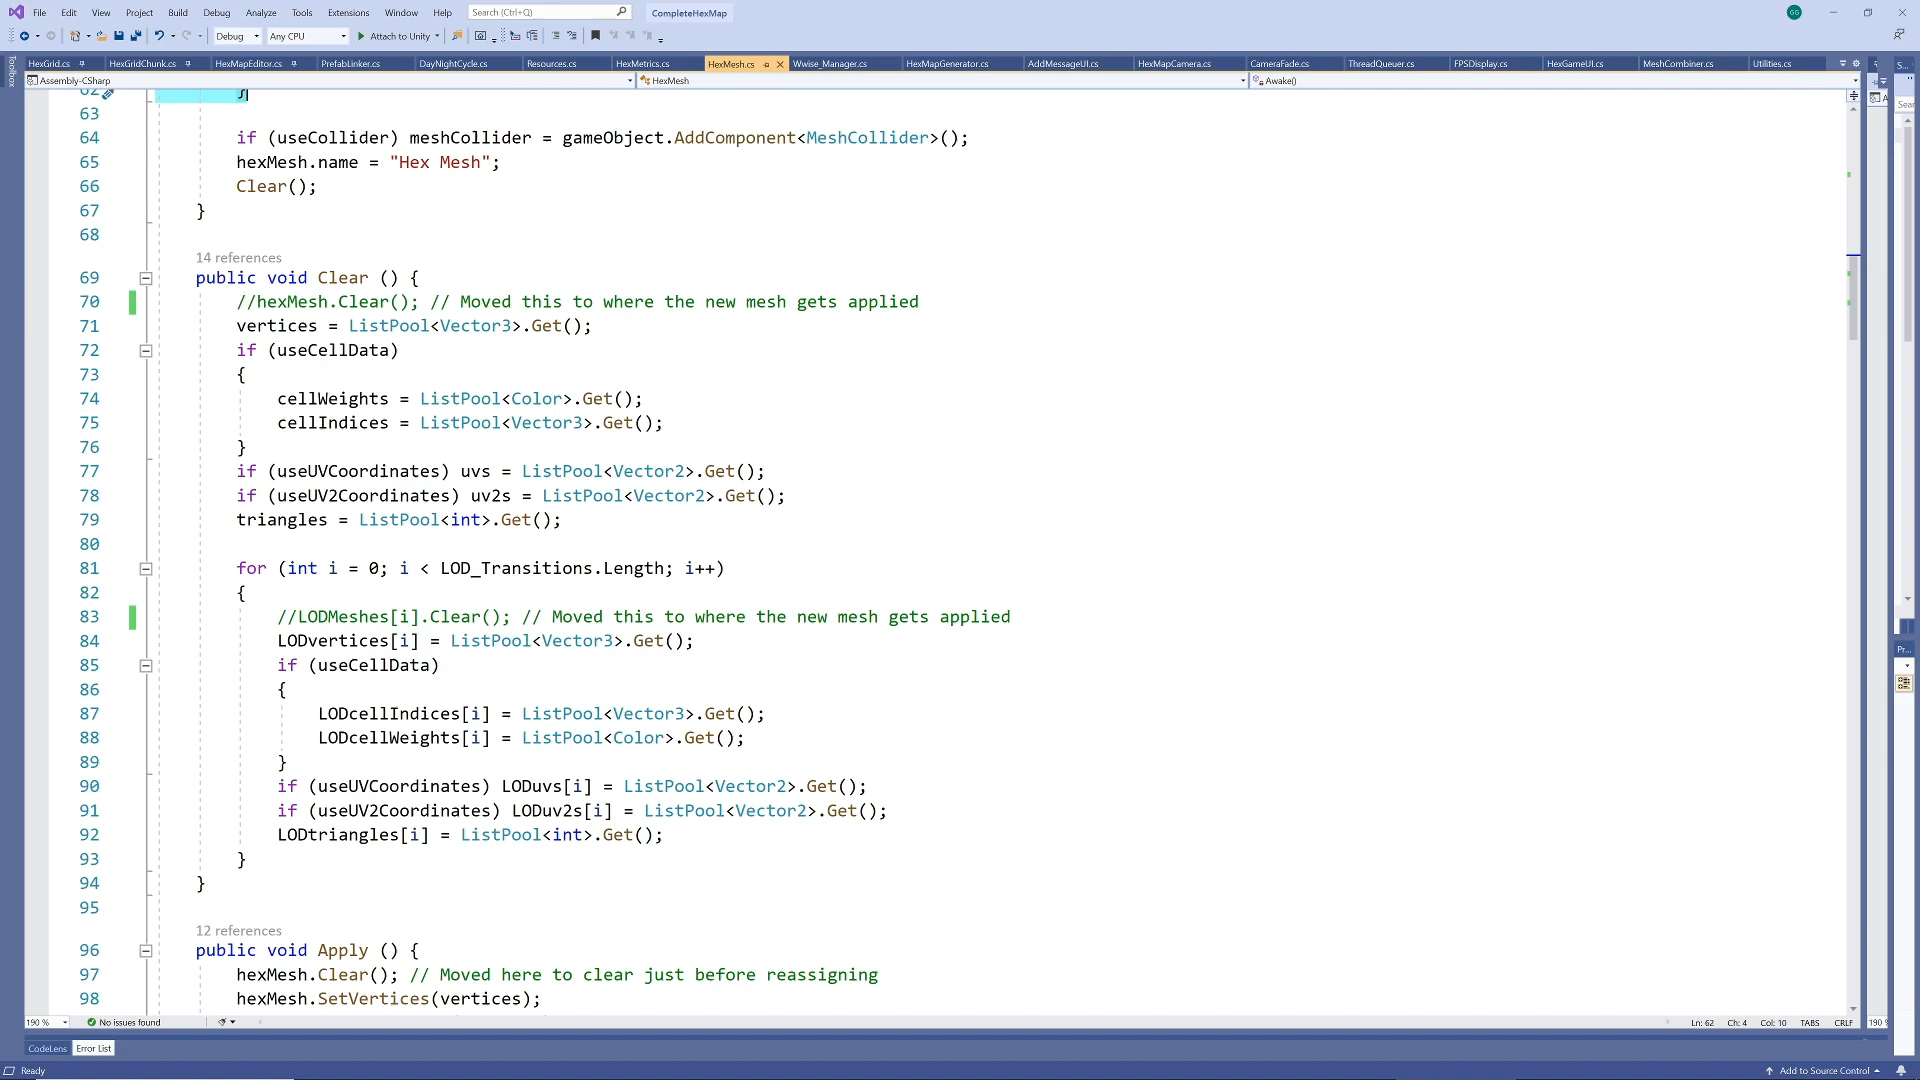 File Edit View Project Build Debug Analyze Tools Extensions Window Help Search (Ctrl+Q) CompleteHexMap GG
Debug Any CPU Attach to Unity
HexGrid.cs HexGridChunk.cs HexMapEditor.cs PrefabLinker.cs DayNightCycle.cs Resources.cs HexMetrics.cs HexMesh.cs Wwise_Manager.cs HexMapGenerator.cs AddMessageUI.cs HexMapCamera.cs CameraFade.cs ThreadQueuer.cs FPSDisplay.cs HexGameUI.cs MeshCombiner.cs Utilities.cs S...
Toolbox
Assembly-CSharp HexMesh Awake()
62 }
63
64 if (useCollider) meshCollider = gameObject.AddComponent<MeshCollider>();
65 hexMesh.name = "Hex Mesh";
66 Clear();
67 }
68
14 references
69 public void Clear () {
70 //hexMesh.Clear(); // Moved this to where the new mesh gets applied
71 vertices = ListPool<Vector3>.Get();
72 if (useCellData)
73 {
74 cellWeights = ListPool<Color>.Get();
75 cellIndices = ListPool<Vector3>.Get();
76 }
77 if (useUVCoordinates) uvs = ListPool<Vector2>.Get();
78 if (useUV2Coordinates) uv2s = ListPool<Vector2>.Get();
79 triangles = ListPool<int>.Get();
80
81 for (int i = 0; i < LOD_Transitions.Length; i++)
82 {
83 //LODMeshes[i].Clear(); // Moved this to where the new mesh gets applied
84 LODvertices[i] = ListPool<Vector3>.Get();
85 if (useCellData)
86 {
87 LODcellIndices[i] = ListPool<Vector3>.Get();
88 LODcellWeights[i] = ListPool<Color>.Get();
89 }
90 if (useUVCoordinates) LODuvs[i] = ListPool<Vector2>.Get();
91 if (useUV2Coordinates) LODuv2s[i] = ListPool<Vector2>.Get();
92 LODtriangles[i] = ListPool<int>.Get();
93 }
94 }
95
12 references
96 public void Apply () {
97 hexMesh.Clear(); // Moved here to clear just before reassigning
98 hexMesh.SetVertices(vertices);
Pr...
190 % No issues found Ln: 62 Ch: 4 Col: 10 TABS CRLF 190 %
CodeLens Error List
Ready Add to Source Control